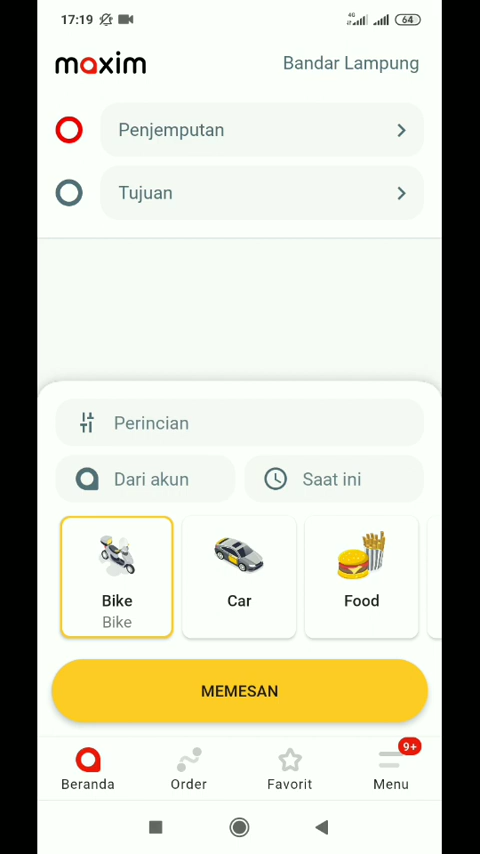 17:19 4G 64
maxim Bandar Lampung
Penjemputan
Tujuan
Perincian
Dari akun Saat ini
Bike Car Food
Bike
MEMESAN
9+
Beranda Order Favorit Menu